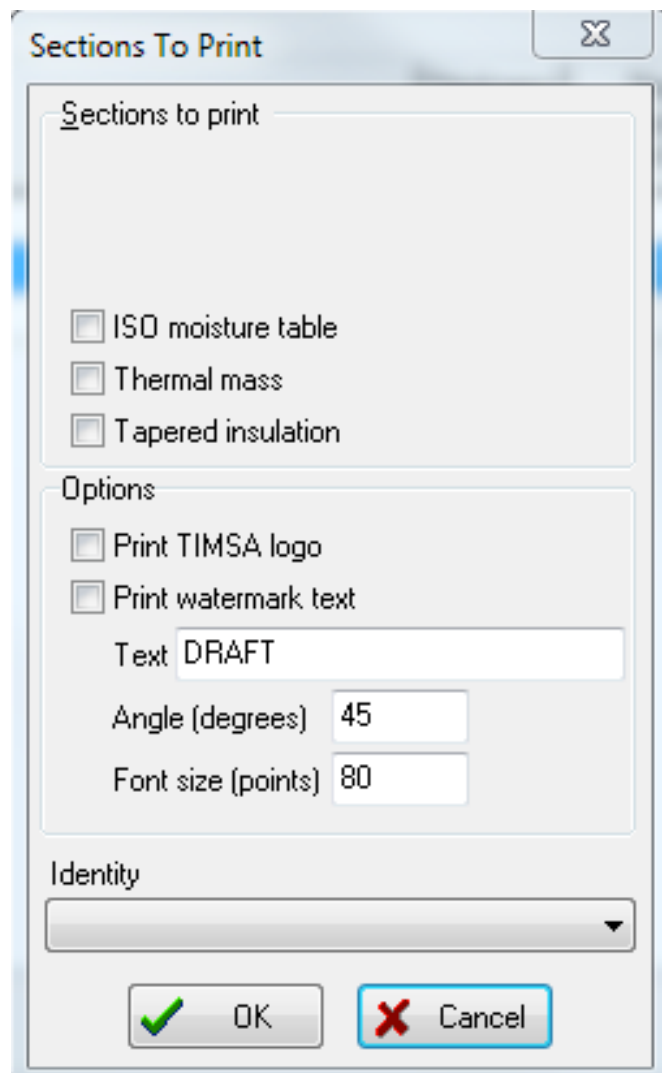 Sections To Print
Sections to print
ISO moisture table
Thermal mass
Tapered insulation
Options
Print TIMSA logo
Print watermark text
Text DRAFT
Angle (degrees) 45
Font size (points) 80
Identity
OK Cancel